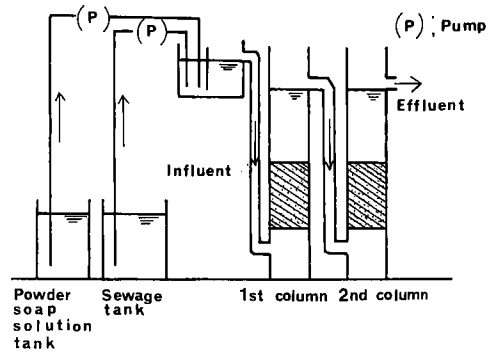 (P)
(P)
(P) ; Pump
Effluent
Influent
Powder
soap
solution
tank
Sewage
tank
1st column
2nd column